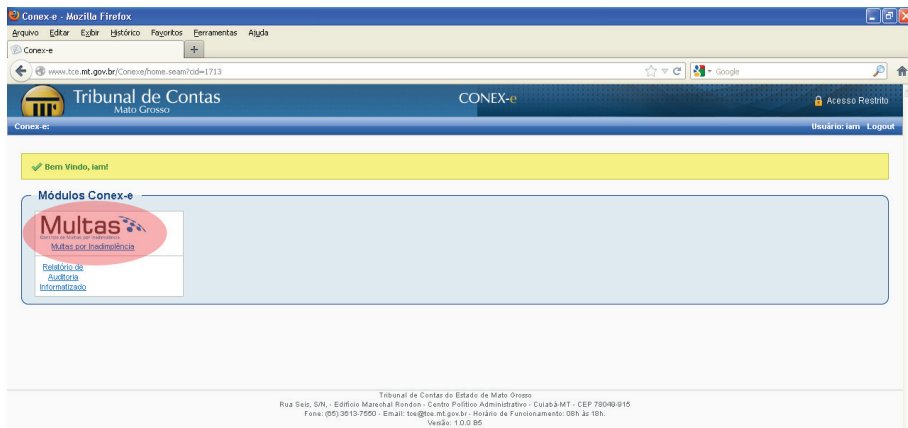 Conex-e - Mozilla Firefox
Arquivo Editar Exibir Histórico Favoritos Ferramentas Ajuda
Conex-e
www.tce.mt.gov.br/Conexe/home.seam?cid=1713
Google
Tribunal de Contas
Mato Grosso
CONEX-e
Acesso Restrito
Conex-e:
Usuário: iam Logout
Bem Vindo, iam!
Módulos Conex-e
Multas
Multas por Inadimplência
Relatório de
Auditoria
Informatizado
Tribunal de Contas do Estado de Mato Grosso
Rua Seis, S/N, - Edifício Marechal Rondon - Centro Político Administrativo - Cuiabá-MT - CEP 78049-915
Fone: (65) 3613-7550 - Email: tce@tce.mt.gov.br - Horário de Funcionamento: 08h às 18h.
Versão: 1.0.0 B5